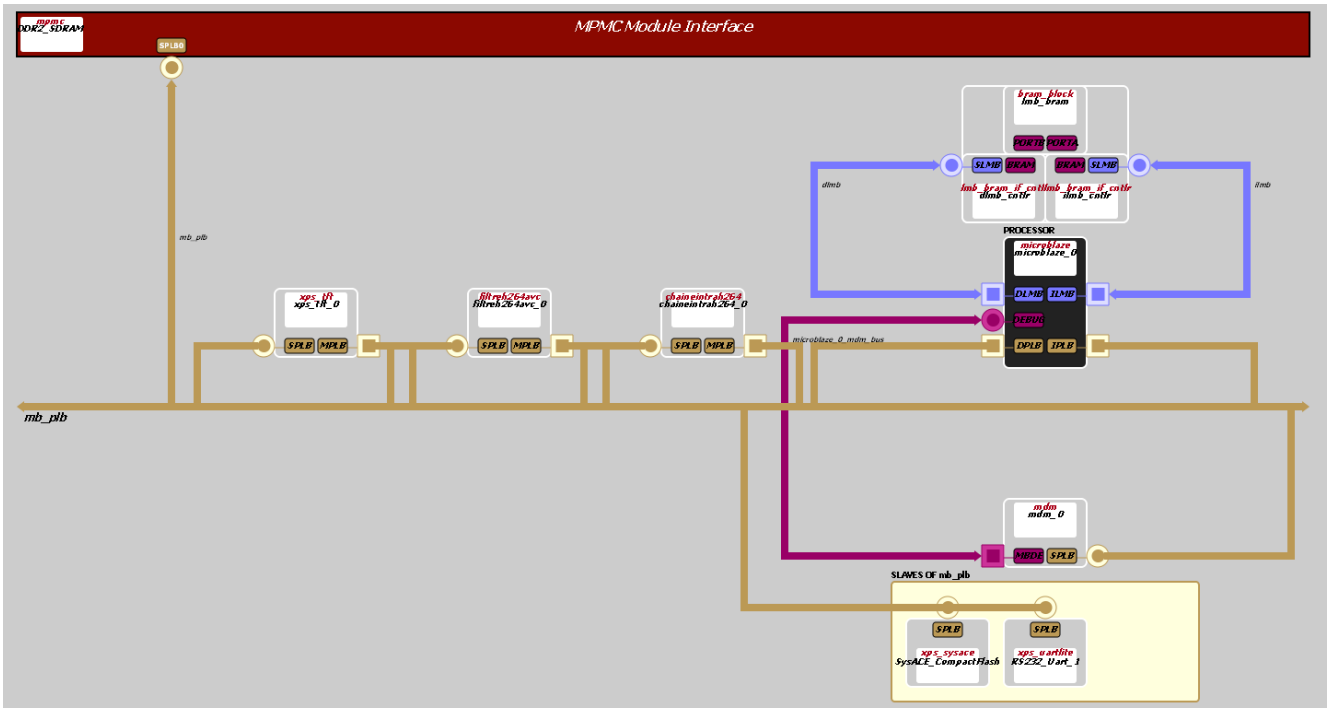 mpmc
DDR2_SDRAM
MPMC Module Interface
SPLB0
bram_block
lmb_bram
PORTB PORTA
SLMB BRAM BRAM SLMB
dlmb
ilmb
lmb_bram_if_cntlr lmb_bram_if_cntlr
dlmb_cntlr ilmb_cntlr
PROCESSOR
mb_plb
microblaze
microblaze_0
xps_tft
xps_tft_0
filtreh264avc
filtreh264avc_0
chaineintrah264
chaineintrah264_0
DLMB ILMB
DEBUG
microblaze_0_mdm_bus
SPLB MPLB
SPLB MPLB
SPLB MPLB
DPLB IPLB
mb_plb
mdm
mdm_0
MBDE SPLB
SLAVES OF mb_plb
SPLB
SPLB
xps_sysace
SysACE_CompactFlash
xps_uartlite
RS232_Uart_1